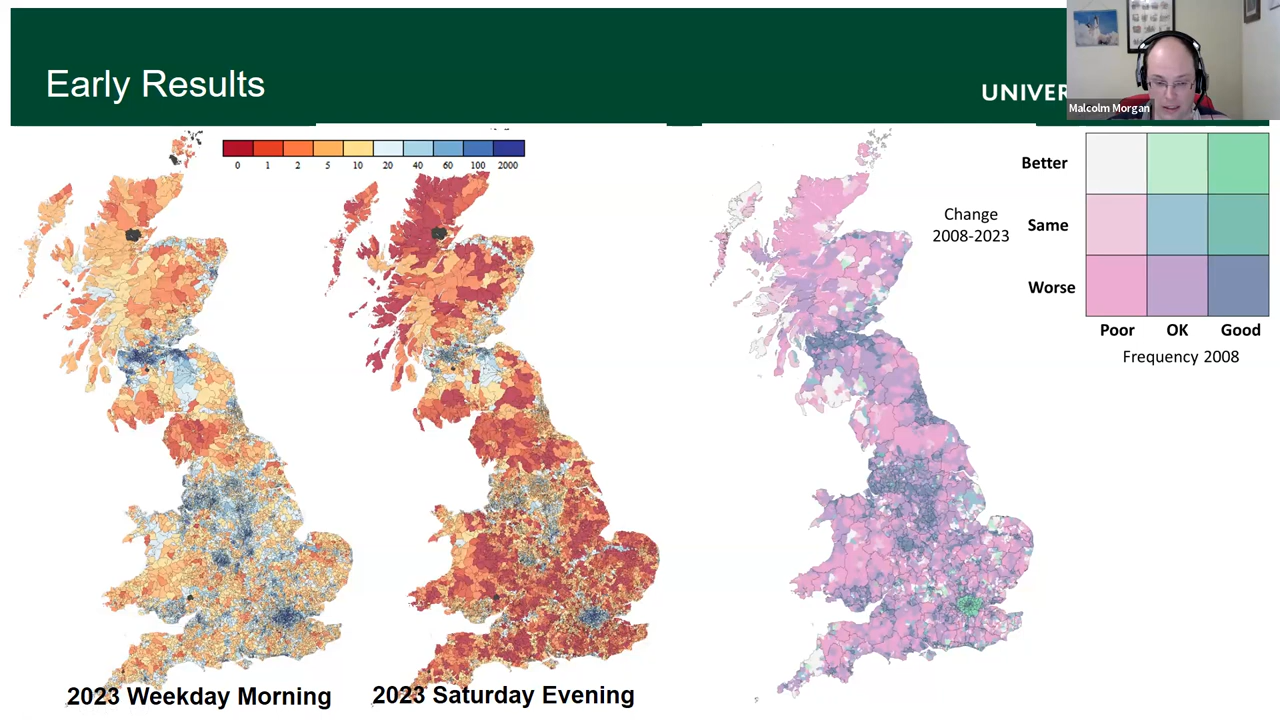 Early Results
UNIVER
Malcolm Morgan
0 1 2 5 10 20 40 60 100 2000
Better
Change
2008-2023
Same
Worse
Poor OK Good
Frequency 2008
2023 Weekday Morning
2023 Saturday Evening